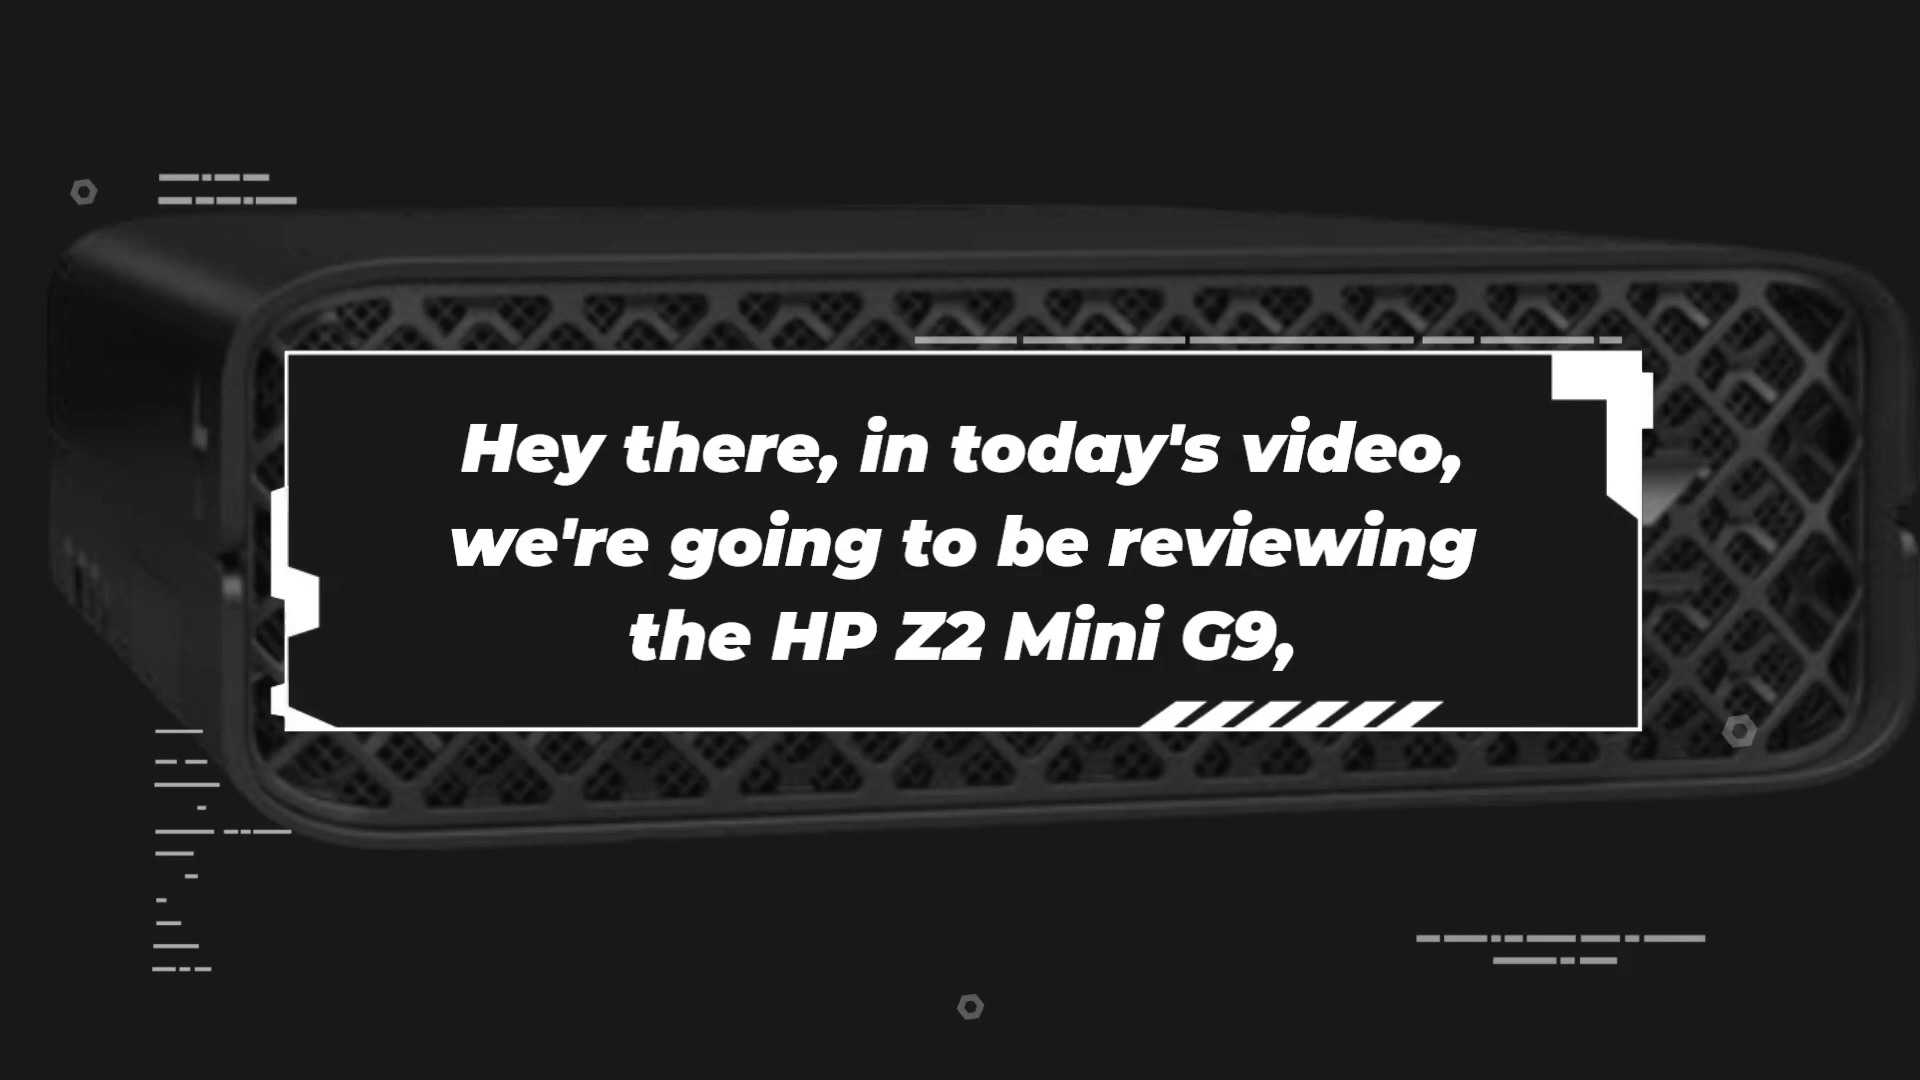 Hey there, in today's video,
we're going to be reviewing
the HP Z2 Mini G9,